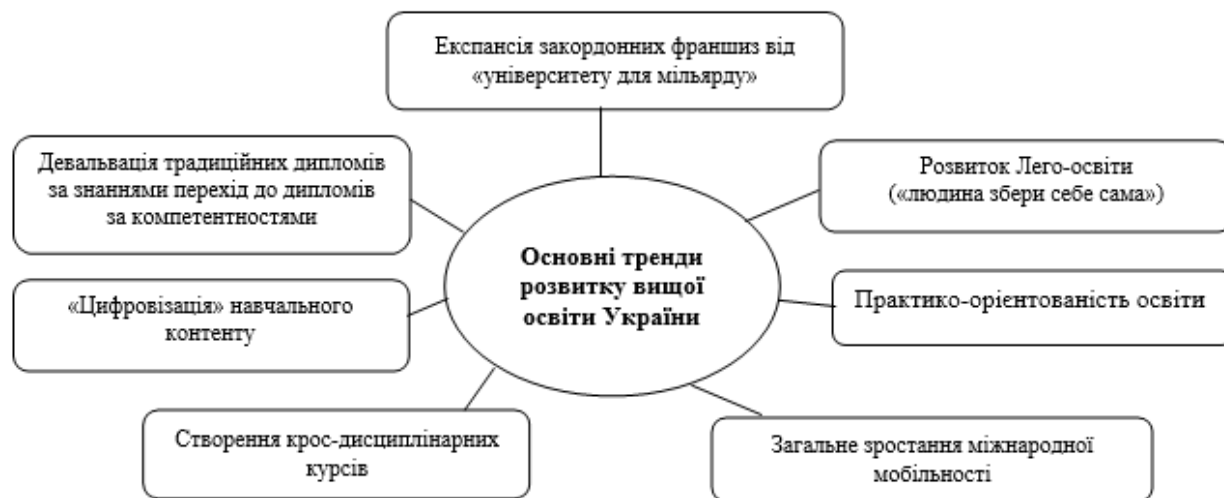 Експансія закордонних франшиз від
«університету для мільярду»
Девальвація традиційних дипломів
за знаннями перехід до дипломів
за компетентностями
Розвиток Лего-освіти
(«людина збери себе сама»)
Основні тренди
розвитку вищої
освіти України
«Цифровізація» навчального
контенту
Практико-орієнтованість освіти
Створення крос-дисциплінарних
курсів
Загальне зростання міжнародної
мобільності